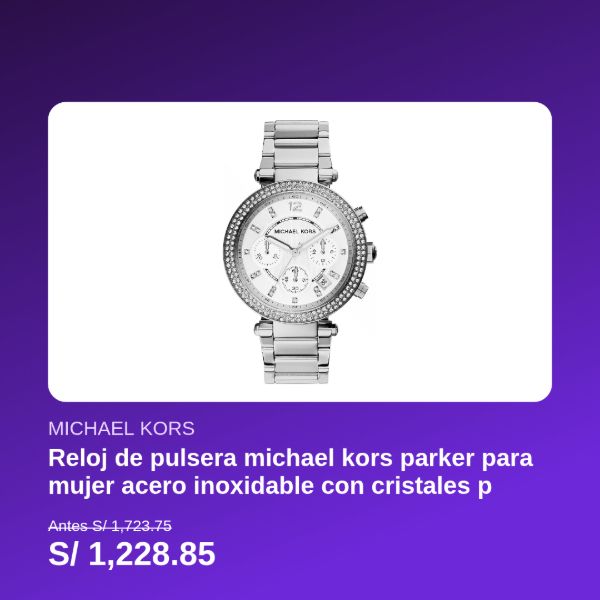 12
MICHAEL KORS
MICHAEL KORS
Reloj de pulsera michael kors parker para
mujer acero inoxidable con cristales p
Antes S/ 1,723.75
S/ 1,228.85